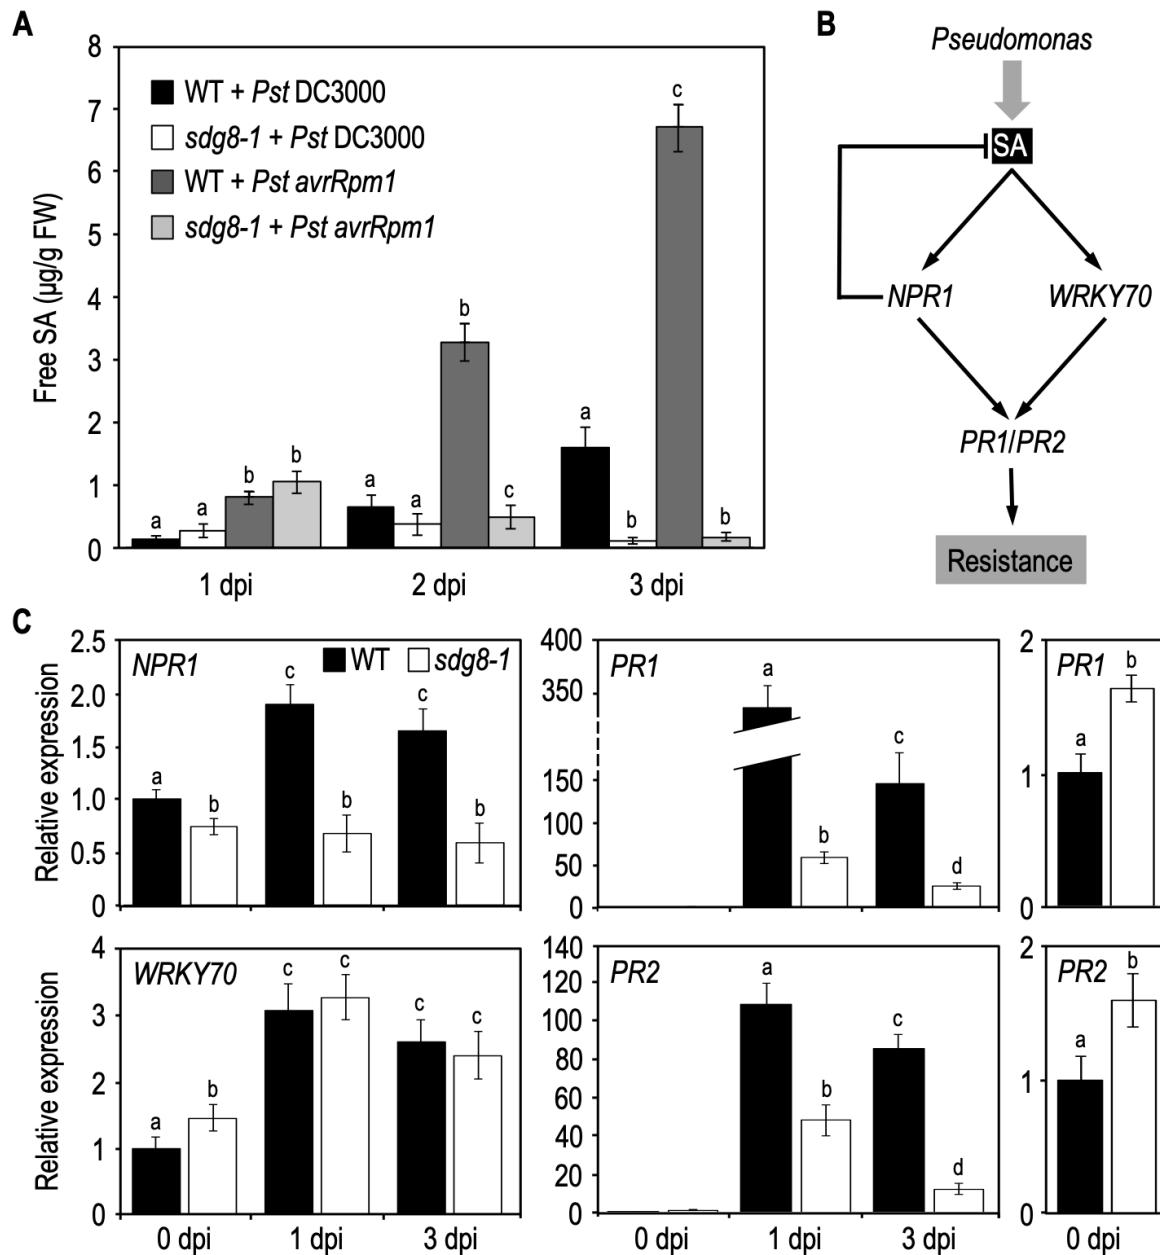 A
8
7
6
5
4
3
2
1
0
Free SA (µg/g FW)
WT + Pst DC3000
sdg8-1 + Pst DC3000
WT + Pst avrRpm1
sdg8-1 + Pst avrRpm1
a
a
b
b
a
a
b
c
a
b
c
b
1 dpi
2 dpi
3 dpi
B
Pseudomonas
SA
NPR1
WRKY70
PR1/PR2
Resistance
C
2.5
2.0
1.5
1.0
0.5
0
Relative expression
NPR1
WT
sdg8-1
a
b
c
b
c
b
400
350
150
100
50
0
PR1
a
b
c
d
2
1
0
PR1
a
b
4
3
2
1
0
Relative expression
WRKY70
a
b
c
c
c
c
0 dpi
1 dpi
3 dpi
140
120
100
80
60
40
20
0
PR2
a
b
c
d
1 dpi
0 dpi
3 dpi
2
1
0
PR2
a
b
0 dpi